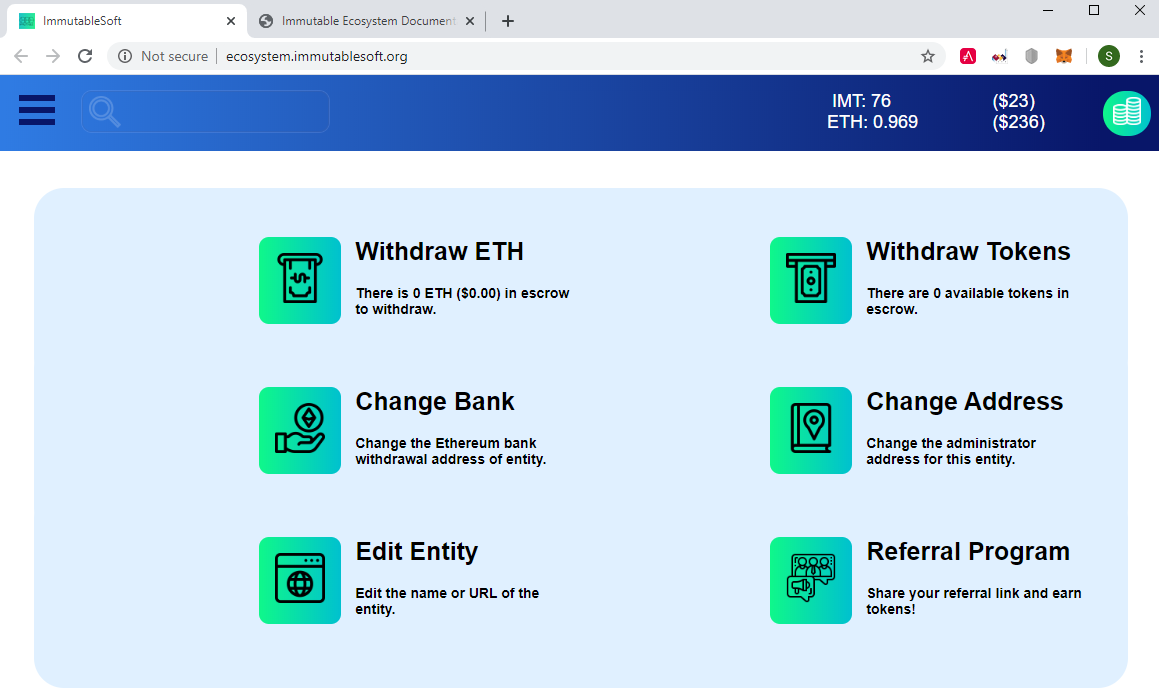 ImmutableSoft
Immutable Ecosystem Document
Not secure
ecosystem.immutablesoft.org
S
IMT: 76 ($23)
ETH: 0.969 ($236)
Withdraw ETH
There is 0 ETH ($0.00) in escrow
to withdraw.
Withdraw Tokens
There are 0 available tokens in
escrow.
Change Bank
Change the Ethereum bank
withdrawal address of entity.
Change Address
Change the administrator
address for this entity.
Edit Entity
Edit the name or URL of the
entity.
Referral Program
Share your referral link and earn
tokens!